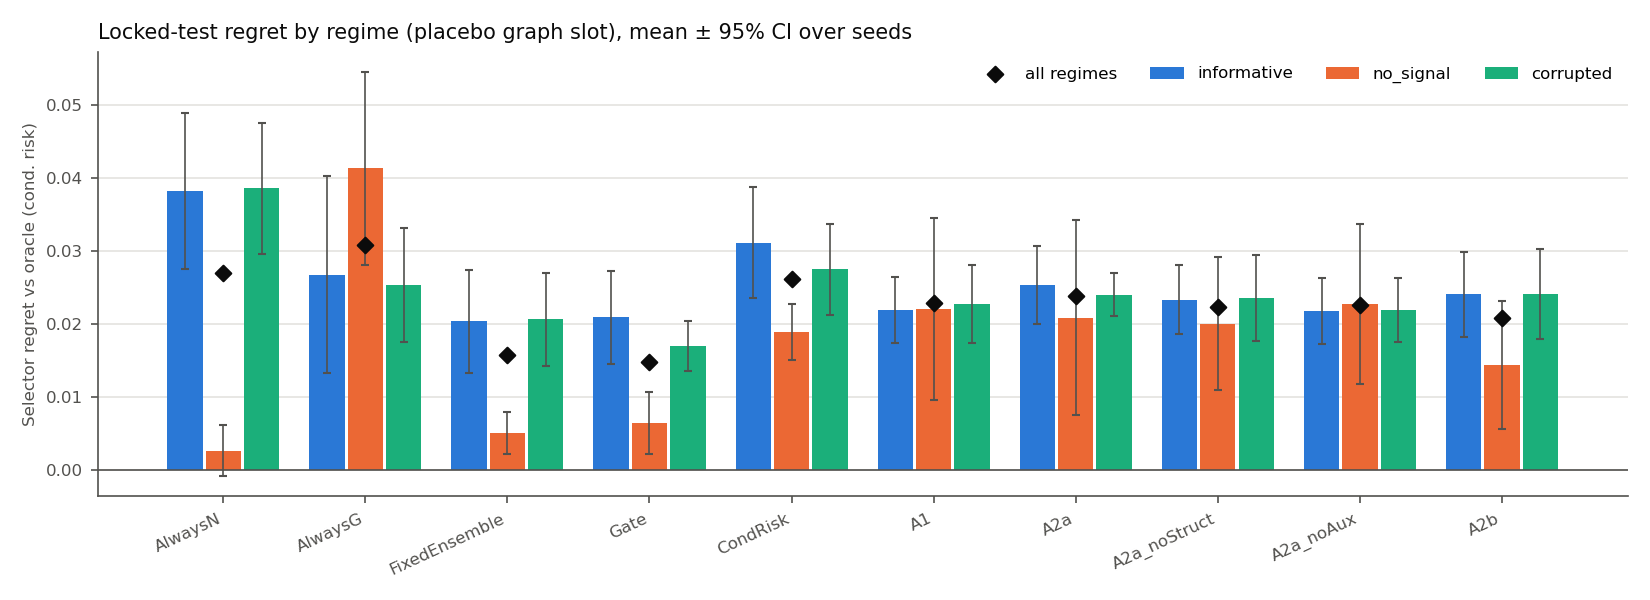 Locked-test regret by regime (placebo graph slot), mean ± 95% CI over seeds
all regimes
informative
no_signal
corrupted
Selector regret vs oracle (cond. risk)
0.05
0.04
0.03
0.02
0.01
0.00
AlwaysN
AlwaysG
FixedEnsemble
Gate
CondRisk
A1
A2a
A2a_noStruct
A2a_noAux
A2b